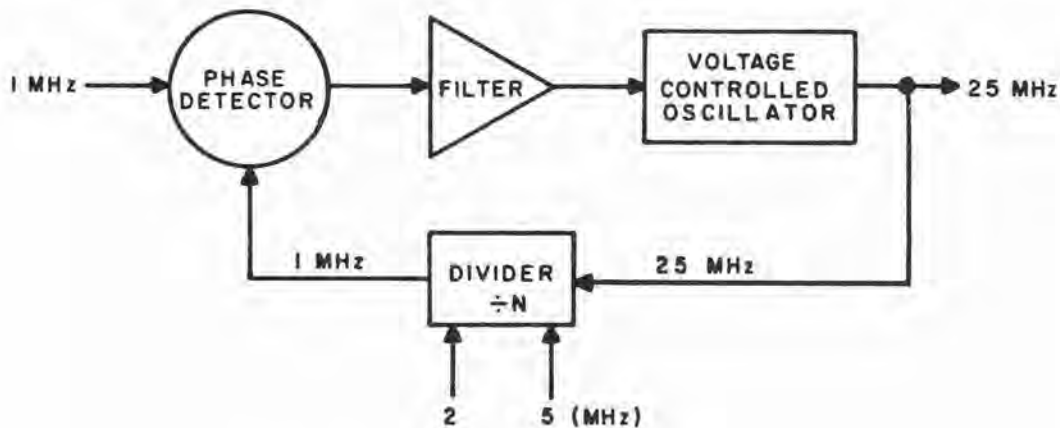 1 MHz
PHASE
DETECTOR
FILTER
VOLTAGE
CONTROLLED
OSCILLATOR
25 MHz
1 MHz
DIVIDER
÷N
25 MHz
2
5 (MHz)